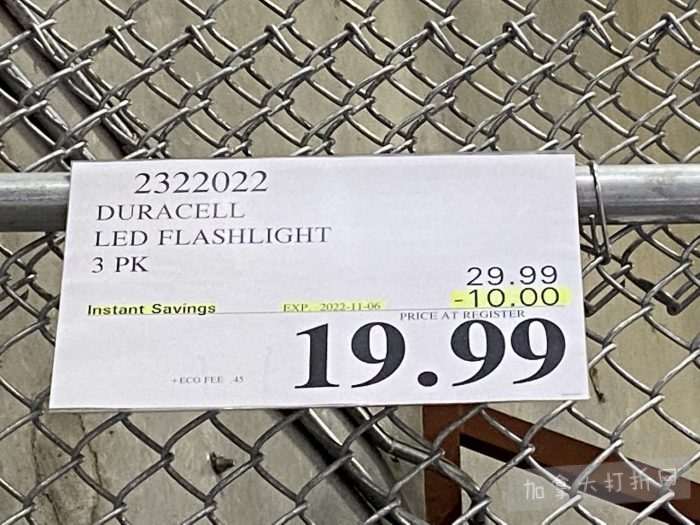 2322022
DURACELL
LED FLASHLIGHT
3 PK
29.99
Instant Savings EXP. 2022-11-06 -10.00
PRICE AT REGISTER
19.99
+ECO FEE .45
加拿大打折网